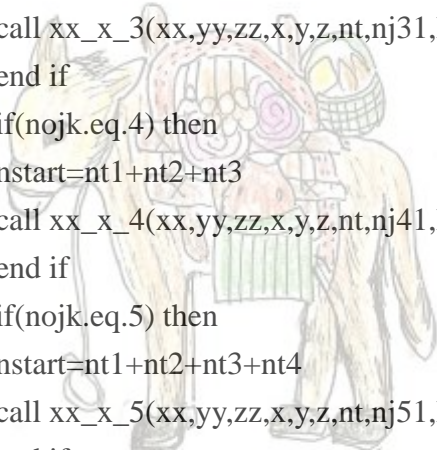 call xx_x_3(xx,yy,zz,x,y,z,nt,nj31,
end if
if(nojk.eq.4) then
nstart=nt1+nt2+nt3
call xx_x_4(xx,yy,zz,x,y,z,nt,nj41,
end if
if(nojk.eq.5) then
nstart=nt1+nt2+nt3+nt4
call xx_x_5(xx,yy,zz,x,y,z,nt,nj51,